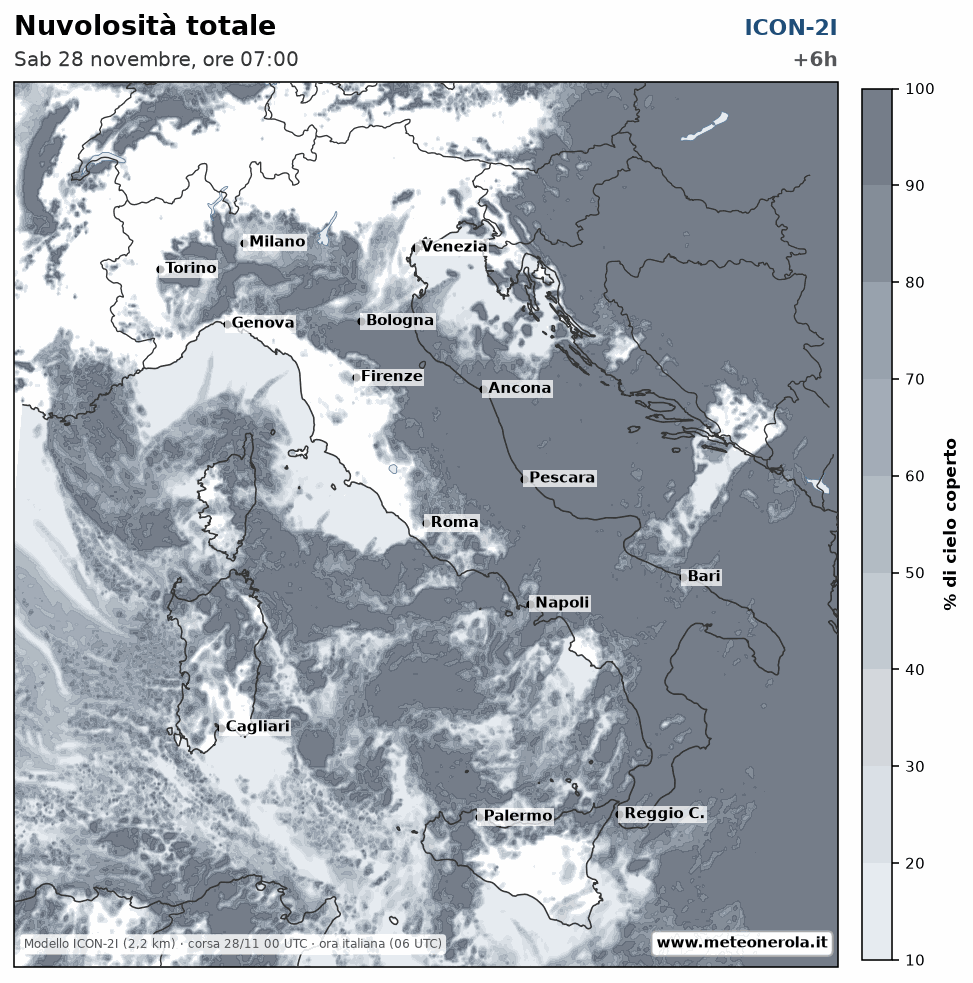 Nuvolosità totale
ICON-2I
Sab 28 novembre, ore 07:00
+6h
100
90
80
70
60
50
40
30
20
10
% di cielo coperto
Milano
Venezia
Torino
Genova
Bologna
Firenze
Ancona
Pescara
Roma
Bari
Napoli
Cagliari
Palermo
Reggio C.
Modello ICON-2I (2,2 km) · corsa 28/11 00 UTC · ora italiana (06 UTC)
www.meteonerola.it